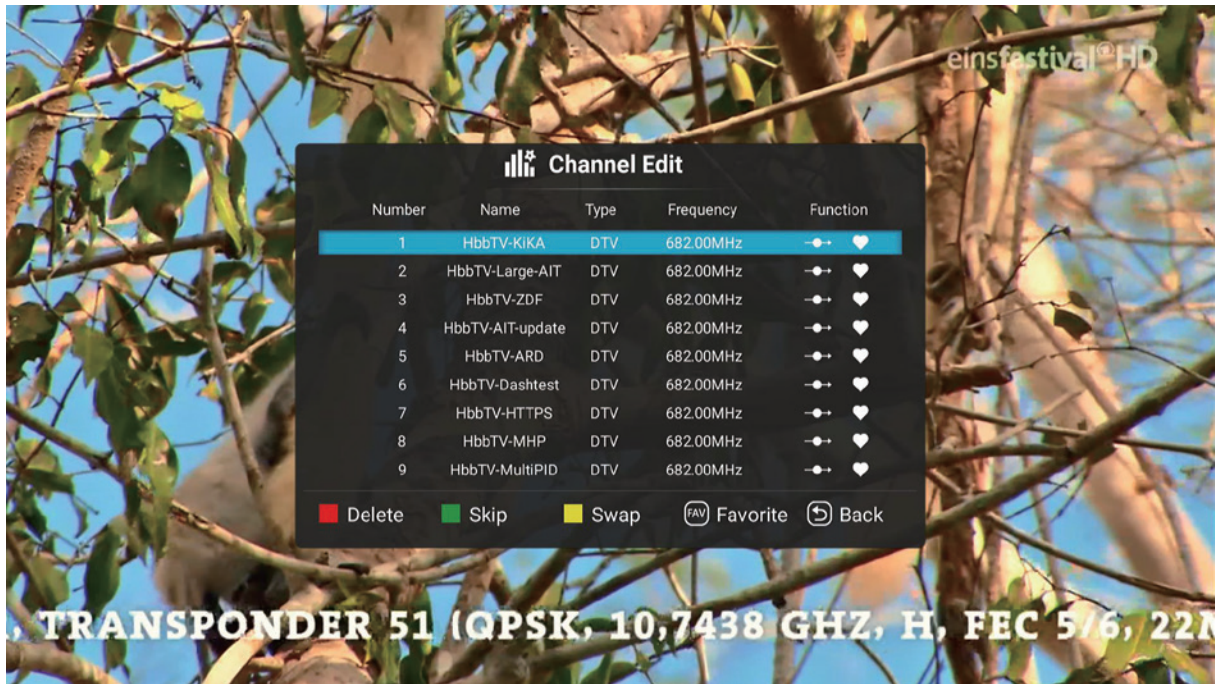 einsfestival HD
Channel Edit
Number Name Type Frequency Function
1 HbbTV-KiKA DTV 682.00MHz
2 HbbTV-Large-AIT DTV 682.00MHz
3 HbbTV-ZDF DTV 682.00MHz
4 HbbTV-AIT-update DTV 682.00MHz
5 HbbTV-ARD DTV 682.00MHz
6 HbbTV-Dashtest DTV 682.00MHz
7 HbbTV-HTTPS DTV 682.00MHz
8 HbbTV-MHP DTV 682.00MHz
9 HbbTV-MultiPID DTV 682.00MHz
Delete Skip Swap FAV Favorite Back
, TRANSPONDER 51 (QPSK, 10,7438 GHZ, H, FEC 5/6, 22